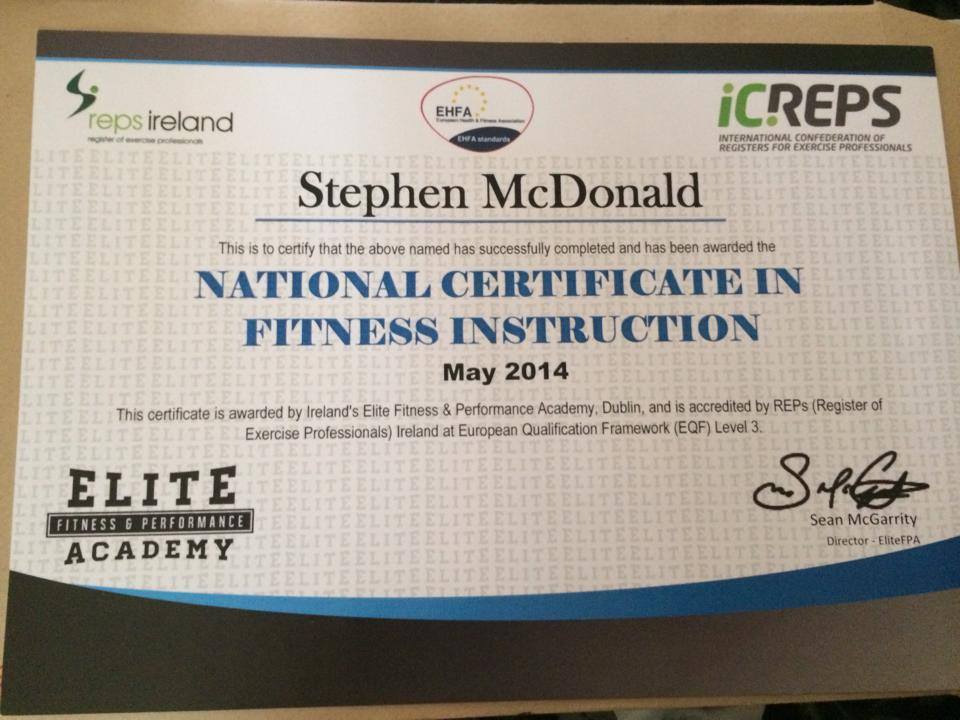 reps ireland
register of exercise professionals
EHFA
European Health & Fitness Association
EHFA standards
iCREPS
INTERNATIONAL CONFEDERATION OF
REGISTERS FOR EXERCISE PROFESSIONALS
Stephen McDonald
This is to certify that the above named has successfully completed and has been awarded the
NATIONAL CERTIFICATE IN
FITNESS INSTRUCTION
May 2014
This certificate is awarded by Ireland's Elite Fitness & Performance Academy, Dublin, and is accredited by REPs (Register of
Exercise Professionals) Ireland at European Qualification Framework (EQF) Level 3.
ELITE
FITNESS & PERFORMANCE
ACADEMY
Sean McGarrity
Director - EliteFPA